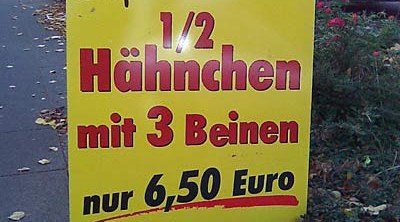 1/2
Hähnchen
mit 3 Beinen
nur 6,50 Euro